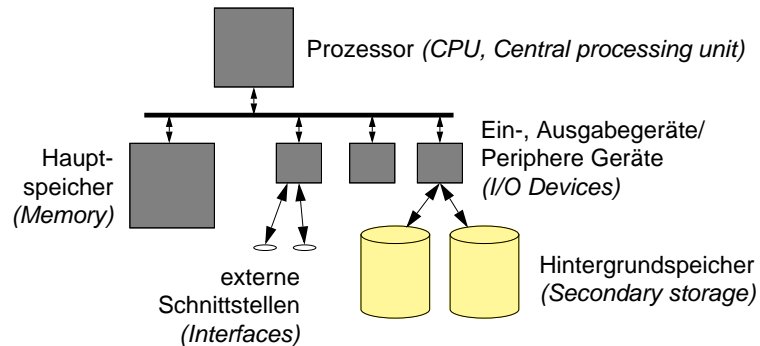 Prozessor (CPU, Central processing unit)
Haupt-
speicher
(Memory)
Ein-, Ausgabegeräte/
Periphere Geräte
(I/O Devices)
externe
Schnittstellen
(Interfaces)
Hintergrundspeicher
(Secondary storage)